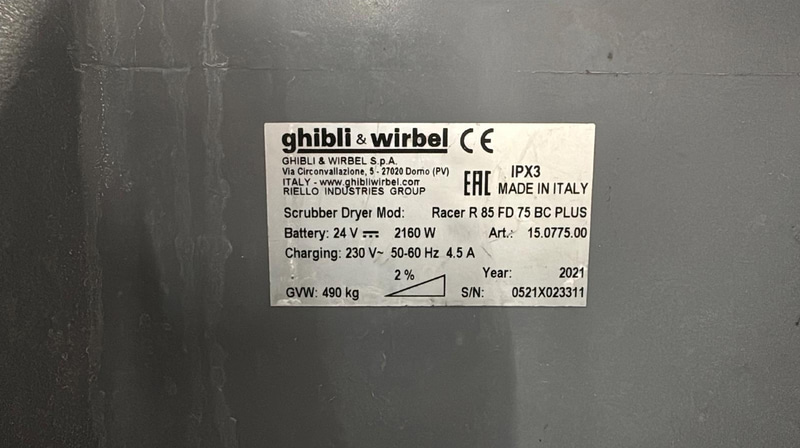 ghibli & wirbel CE
GHIBLI & WIRBEL S.p.A.
Via Circonvallazione, 5 - 27020 Dorno (PV)
ITALY - www.ghibliwirbel.com
RIELLO INDUSTRIES GROUP
IPX3
EAC MADE IN ITALY
Scrubber Dryer Mod: Racer R 85 FD 75 BC PLUS
Battery: 24 V ⎓ 2160 W Art.: 15.0775.00
Charging: 230 V~ 50-60 Hz 4.5 A
2 % Year: 2021
GVW: 490 kg S/N: 0521X023311